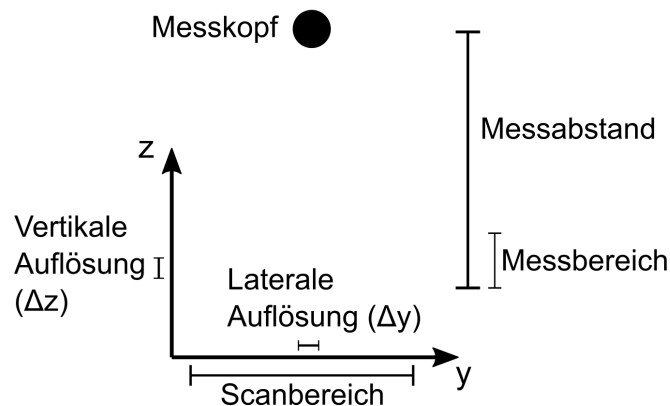 Messkopf
Messabstand
z
Vertikale
Auflösung
(Δz)
Messbereich
Laterale
Auflösung (Δy)
y
Scanbereich